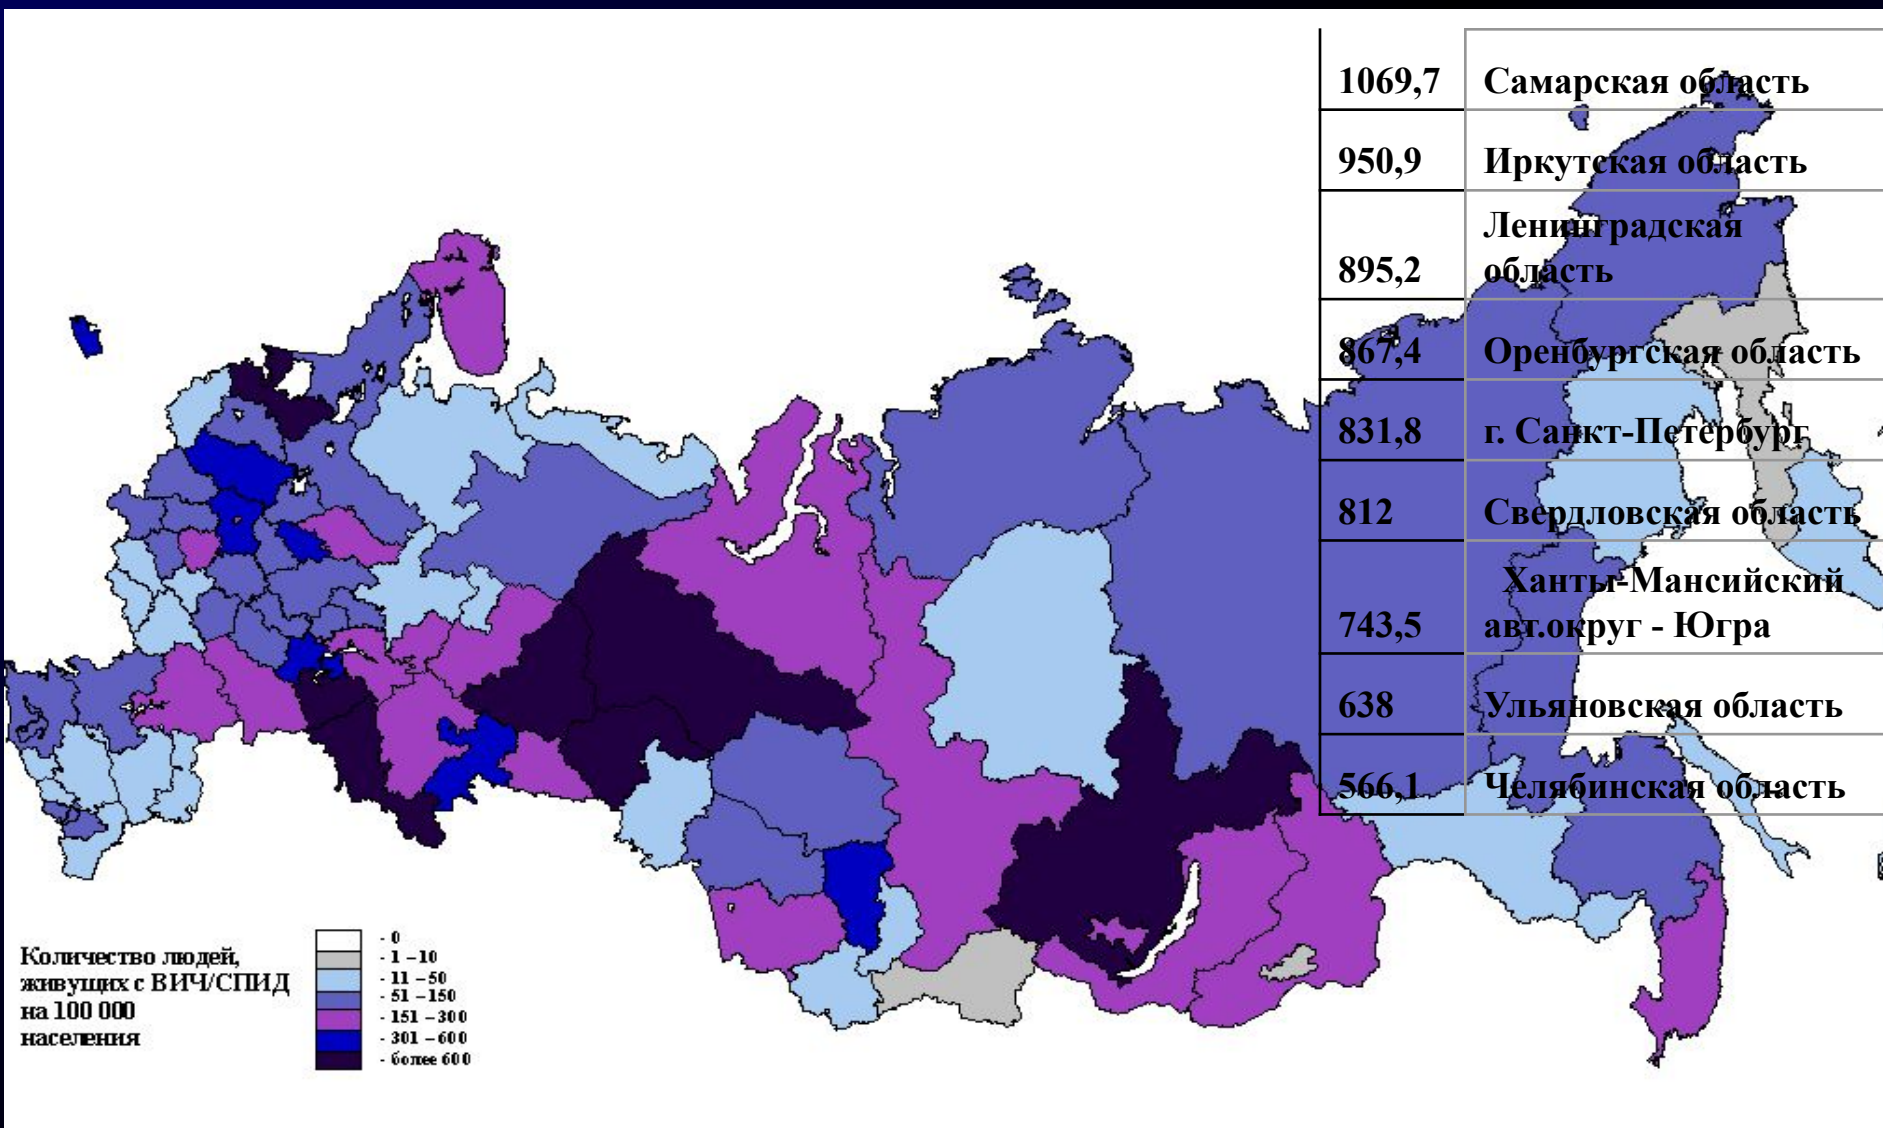 1069,7 Самарская область
950,9 Иркутская область
Ленинградская
895,2 область
867,4 Оренбургская область
831,8 г. Санкт-Петербург
812 Свердловская область
Ханты-Мансийский
743,5 авт.округ - Югра
638 Ульяновская область
566,1 Челябинская область
Количество людей,
живущих с ВИЧ/СПИД
на 100 000
населения
- 0
- 1 –10
- 11 –50
- 51 –150
- 151 –300
- 301 –600
- более 600